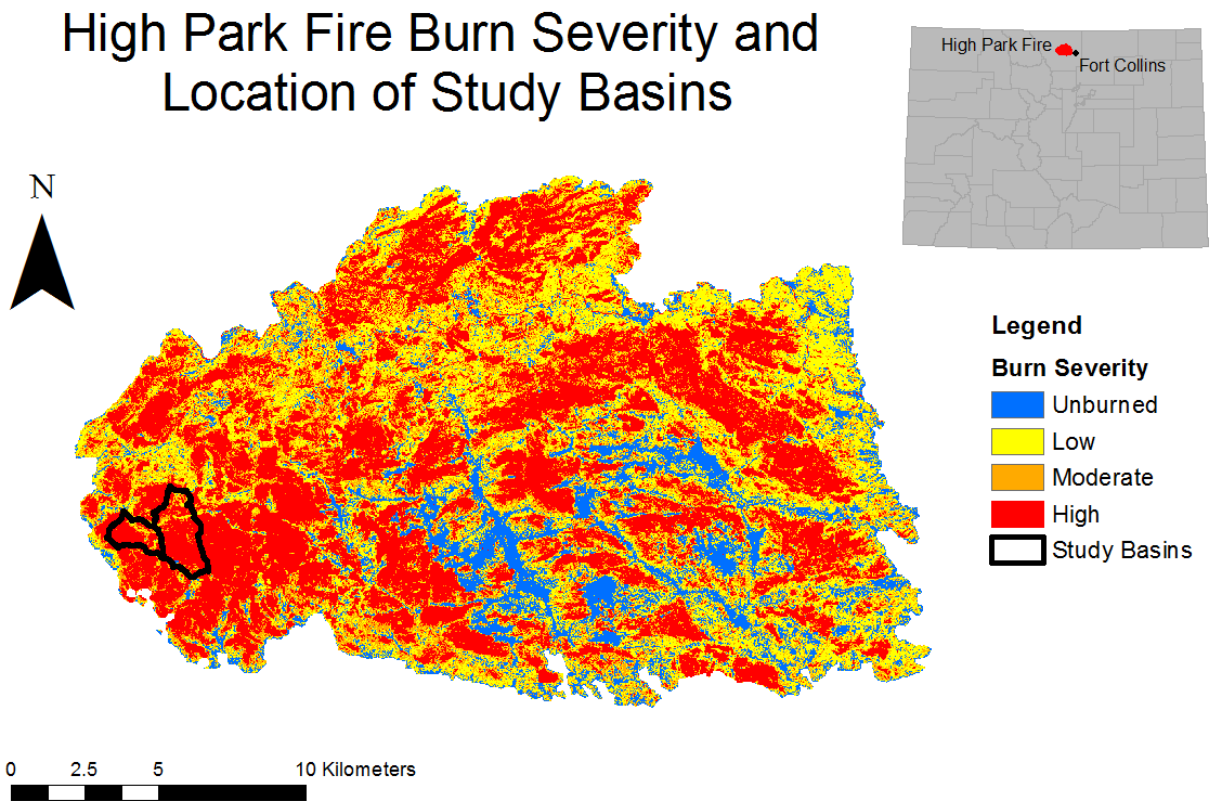 High Park Fire Burn Severity and
Location of Study Basins
High Park Fire
Fort Collins
N
Legend
Burn Severity
Unburned
Low
Moderate
High
Study Basins
0 2.5 5 10 Kilometers